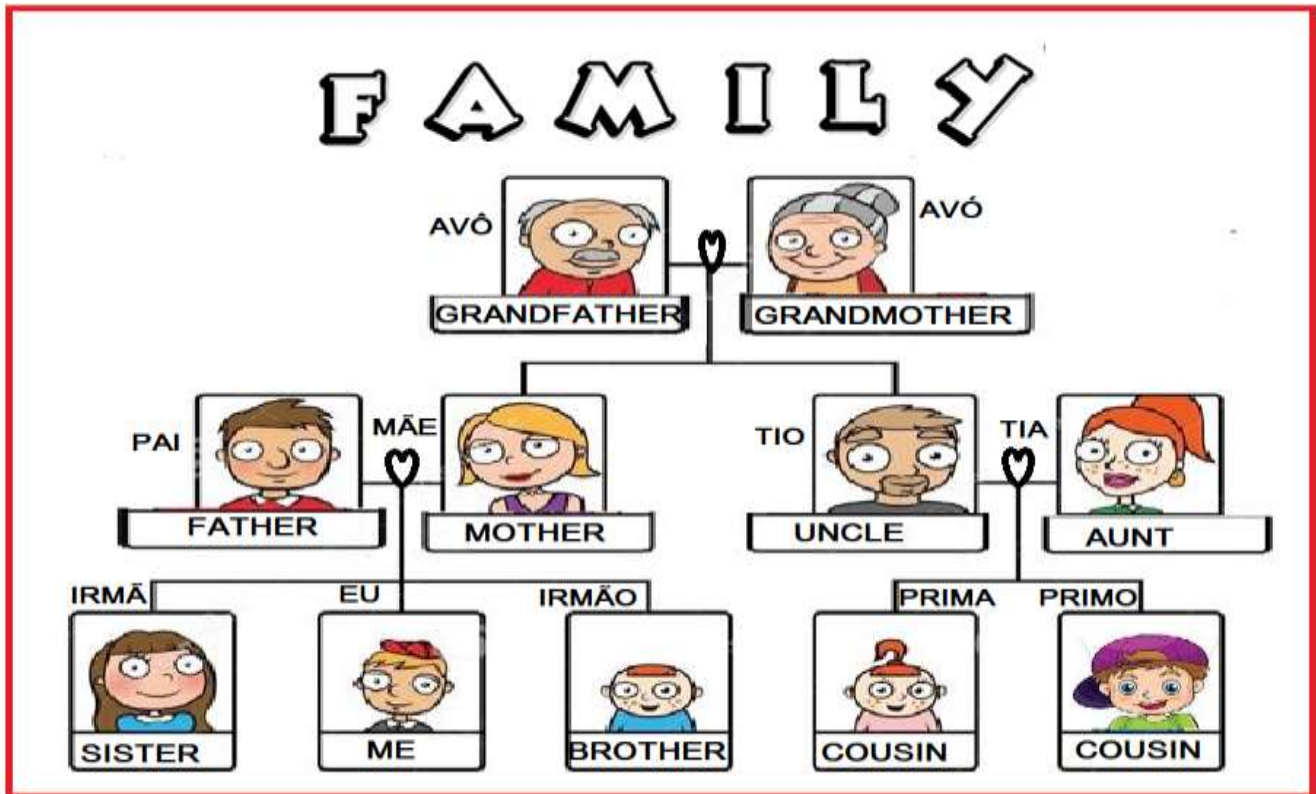 FAMILY
AVÔ AVÓ
GRANDFATHER GRANDMOTHER
PAI MÃE TIO TIA
FATHER MOTHER UNCLE AUNT
IRMÃ EU IRMÃO PRIMA PRIMO
SISTER ME BROTHER COUSIN COUSIN